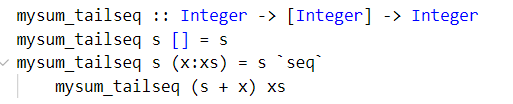 mysum_tailseq :: Integer -> [Integer] -> Integer
mysum_tailseq s [] = s
mysum_tailseq s (x:xs) = s `seq`
    mysum_tailseq (s + x) xs